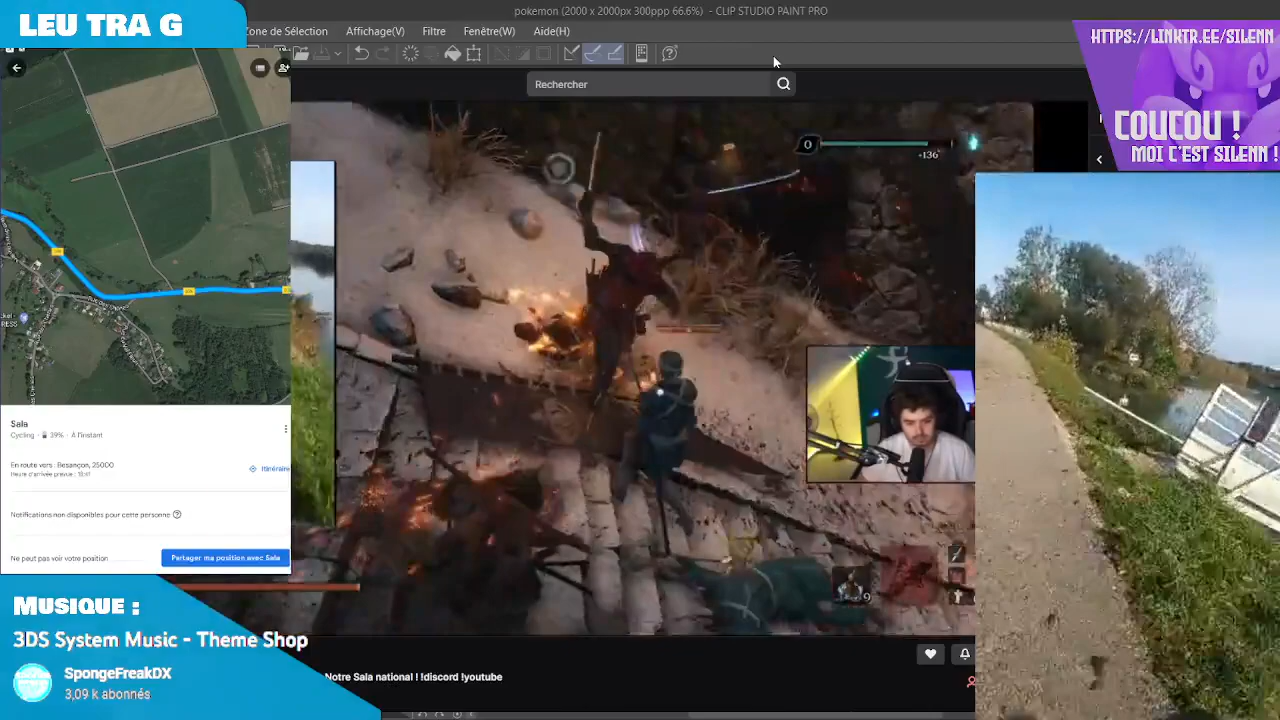 LEU TRA G
pokemon (2000 x 2000px 300ppp 66.6%) - CLIP STUDIO PAINT PRO
Zone de Sélection Affichage(V) Filtre Fenêtre(W) Aide(H)
Rechercher
HTTPS://LINKTR.EE/SILENN
COUCOU !
MOI C'EST SILENN !
0
+136
9
Sala
Cycling · 39% · À l'instant
En route vers : Besançon, 25000
Itinéraire
Notifications non disponibles pour cette personne
Ne peut pas voir votre position
Partager ma position avec Sala
MUSIQUE :
3DS System Music - Theme Shop
SpongeFreakDX
3,09 k abonnés
Notre Sala national ! !discord !youtube